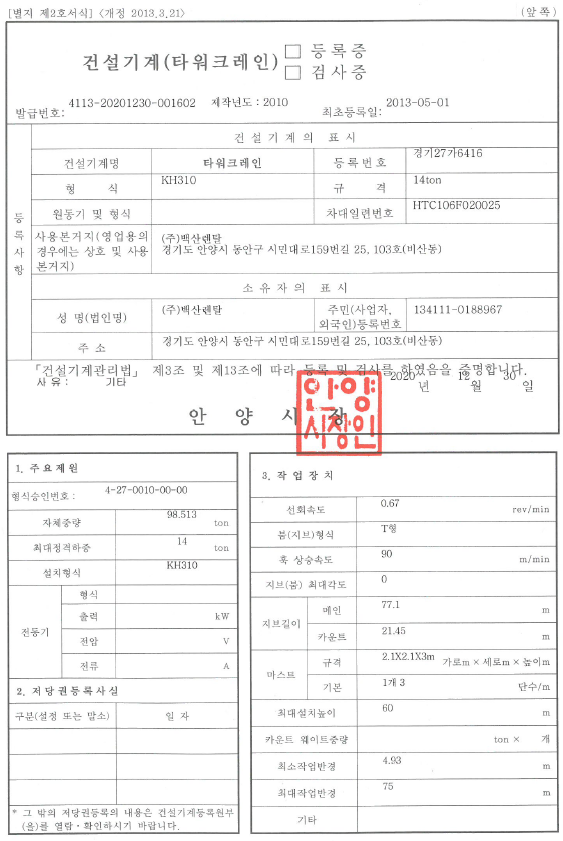 [별지 제2호서식] <개정 2013.3.21>
(앞 쪽)
건설기계(타워크레인) □ 등록증
□ 검사증
발급번호: 4113-20201230-001602 제작년도 : 2010 최초등록일: 2013-05-01
등록사항
건설기계의 표시
건설기계명 타워크레인 등록번호 경기27가6416
형 식 KH310 규 격 14ton
원동기 및 형식 차대일련번호 HTC106F020025
사용본거지(영업용의 (주)백산렌탈
경우에는 상호 및 사용 경기도 안양시 동안구 시민대로159번길 25, 103호(비산동)
본거지)
소유자의 표시
성 명(법인명) (주)백산렌탈 주민(사업자, 134111-0188967
외국인)등록번호
주 소 경기도 안양시 동안구 시민대로159번길 25, 103호(비산동)
「건설기계관리법」 제3조 및 제13조에 따라 등록 및 검사를 하였음을 증명합니다.
사 유 : 기타 2020 년 12 월 30 일
안 양 시 장
안양
시장인
1. 주요제원
형식승인번호 : 4-27-0010-00-00
자체중량 98.513 ton
최대정격하중 14 ton
설치형식 KH310
전동기
형식
출력 kW
전압 V
전류 A
2. 저당권등록사실
구분(설정 또는 말소) 일 자
* 그 밖의 저당권등록의 내용은 건설기계등록원부
(을)를 열람·확인하시기 바랍니다.
3. 작업장치
선회속도 0.67 rev/min
붐(지브)형식 T형
훅 상승속도 90 m/min
지브(붐) 최대각도 0
지브길이
메인 77.1 m
카운트 21.45 m
마스트
규격 2.1X2.1X3m 가로m × 세로m × 높이m
기본 1개 3 단수/m
최대설치높이 60 m
카운트 웨이트중량 ton × 개
최소작업반경 4.93 m
최대작업반경 75 m
기타